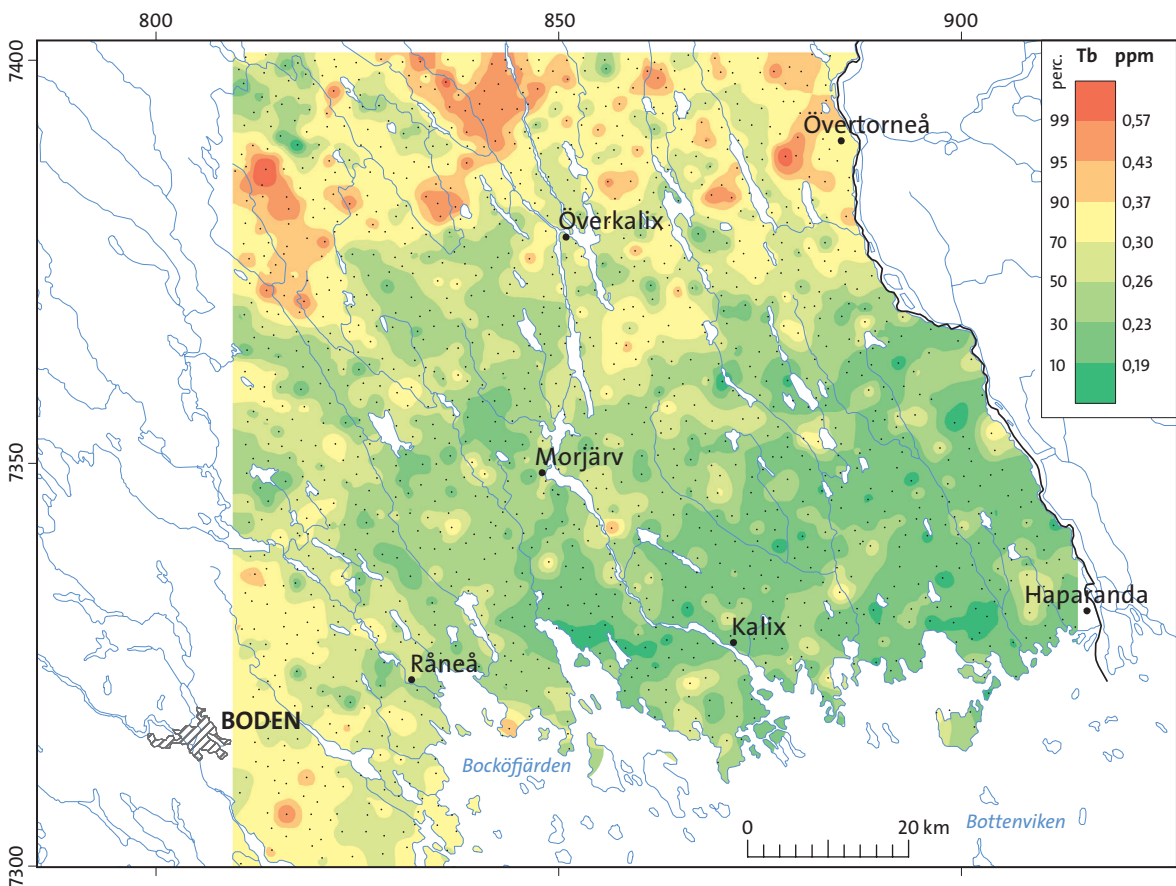 800 850 900
7400
perc. Tb ppm
99 0,57
95 0,43
90 0,37
70 0,30
50 0,26
30 0,23
10 0,19
Övertorneå
Överkalix
7350
Morjärv
Haparanda
Kalix
Råneå
BODEN
Bocköfjärden
0 20 km
Bottenviken
7300